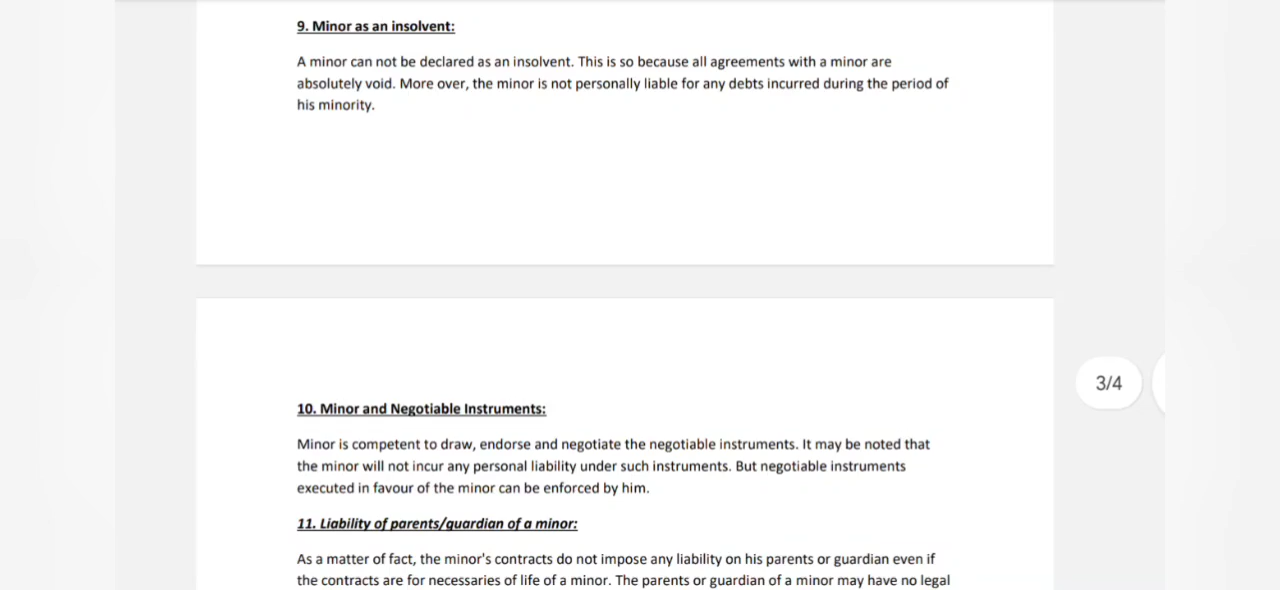 9. Minor as an insolvent:
A minor can not be declared as an insolvent. This is so because all agreements with a minor are
absolutely void. More over, the minor is not personally liable for any debts incurred during the period of
his minority.
3/4
10. Minor and Negotiable Instruments:
Minor is competent to draw, endorse and negotiate the negotiable instruments. It may be noted that
the minor will not incur any personal liability under such instruments. But negotiable instruments
executed in favour of the minor can be enforced by him.
11. Liability of parents/guardian of a minor:
As a matter of fact, the minor's contracts do not impose any liability on his parents or guardian even if
the contracts are for necessaries of life of a minor. The parents or guardian of a minor may have no legal